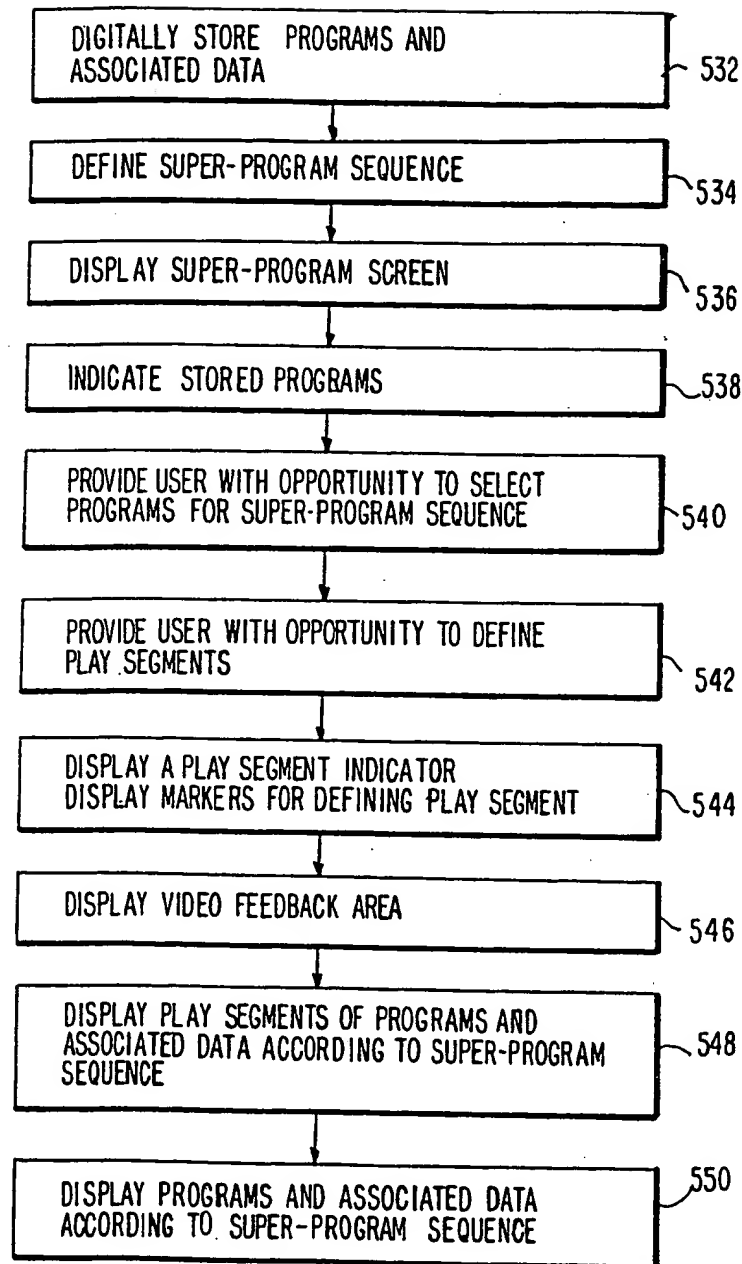 DIGITALLY STORE PROGRAMS AND
ASSOCIATED DATA
532
DEFINE SUPER-PROGRAM SEQUENCE
534
DISPLAY SUPER-PROGRAM SCREEN
536
INDICATE STORED PROGRAMS
538
PROVIDE USER WITH OPPORTUNITY TO SELECT
PROGRAMS FOR SUPER-PROGRAM SEQUENCE
540
PROVIDE USER WITH OPPORTUNITY TO DEFINE
PLAY SEGMENTS
542
DISPLAY A PLAY SEGMENT INDICATOR
DISPLAY MARKERS FOR DEFINING PLAY SEGMENT
544
DISPLAY VIDEO FEEDBACK AREA
546
DISPLAY PLAY SEGMENTS OF PROGRAMS AND
ASSOCIATED DATA ACCORDING TO SUPER-PROGRAM
SEQUENCE
548
DISPLAY PROGRAMS AND ASSOCIATED DATA
ACCORDING TO SUPER-PROGRAM SEQUENCE
550